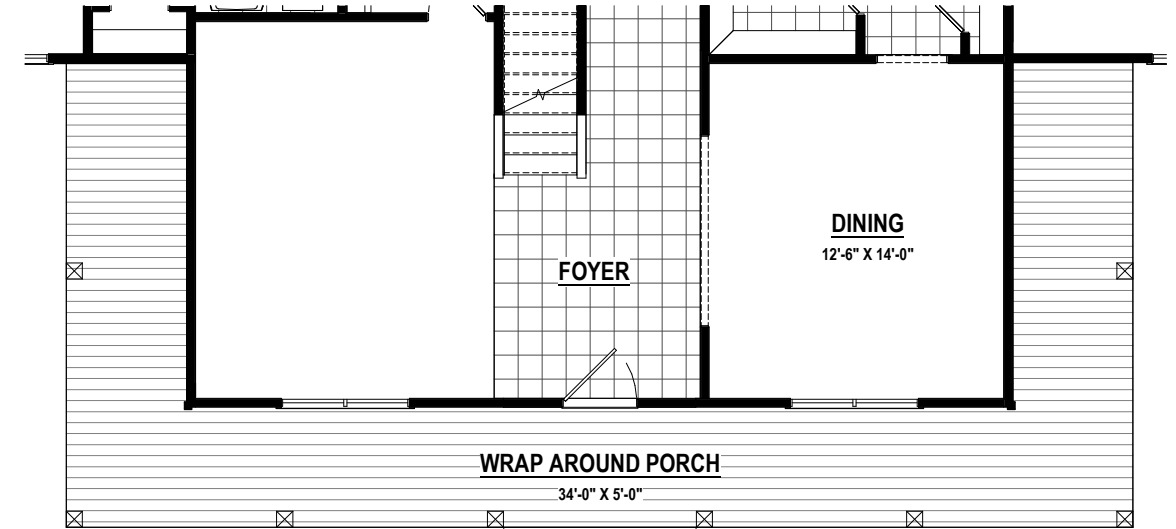 DINING
12'-6" X 14'-0"
FOYER
WRAP AROUND PORCH
34'-0" X 5'-0"